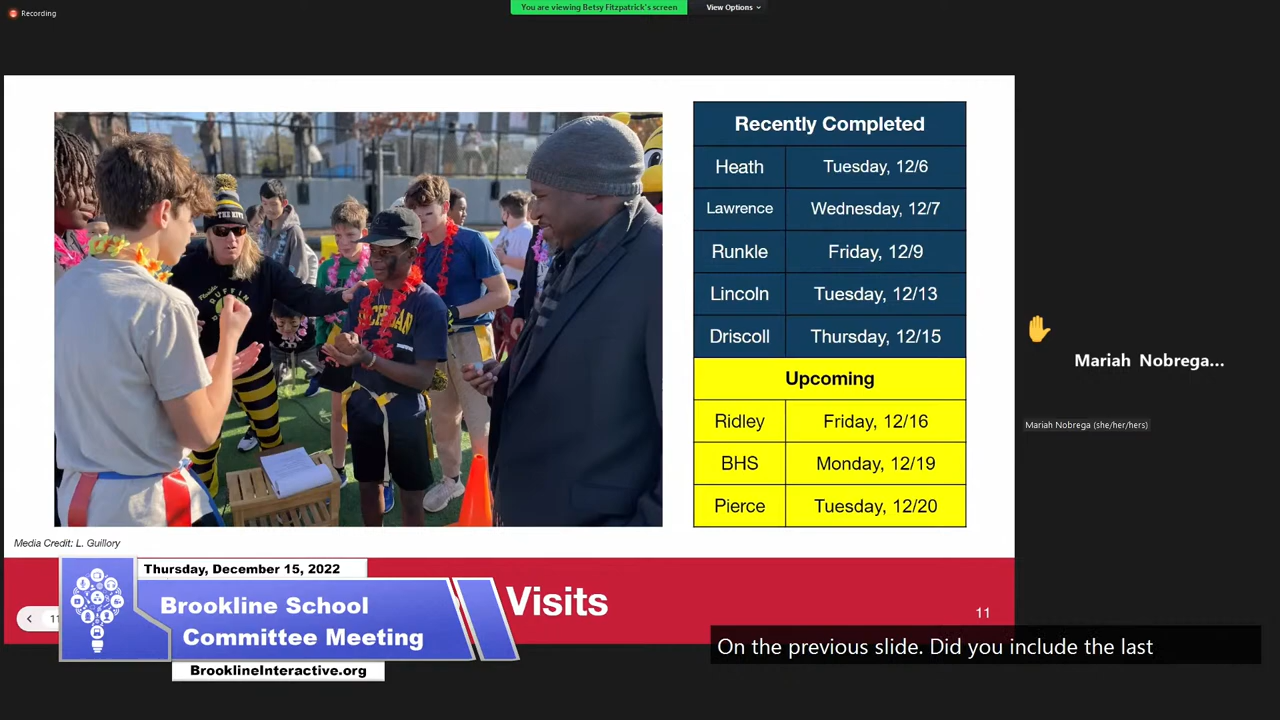 Recording
You are viewing Betsy Fitzpatrick's screen
View Options
Recently Completed
Heath Tuesday, 12/6
Lawrence Wednesday, 12/7
Runkle Friday, 12/9
Lincoln Tuesday, 12/13
Driscoll Thursday, 12/15
Upcoming
Ridley Friday, 12/16
BHS Monday, 12/19
Pierce Tuesday, 12/20
Mariah Nobrega...
Mariah Nobrega (she/her/hers)
Media Credit: L. Guillory
Thursday, December 15, 2022
Brookline School
Committee Meeting
BrooklineInteractive.org
Visits
11
On the previous slide. Did you include the last